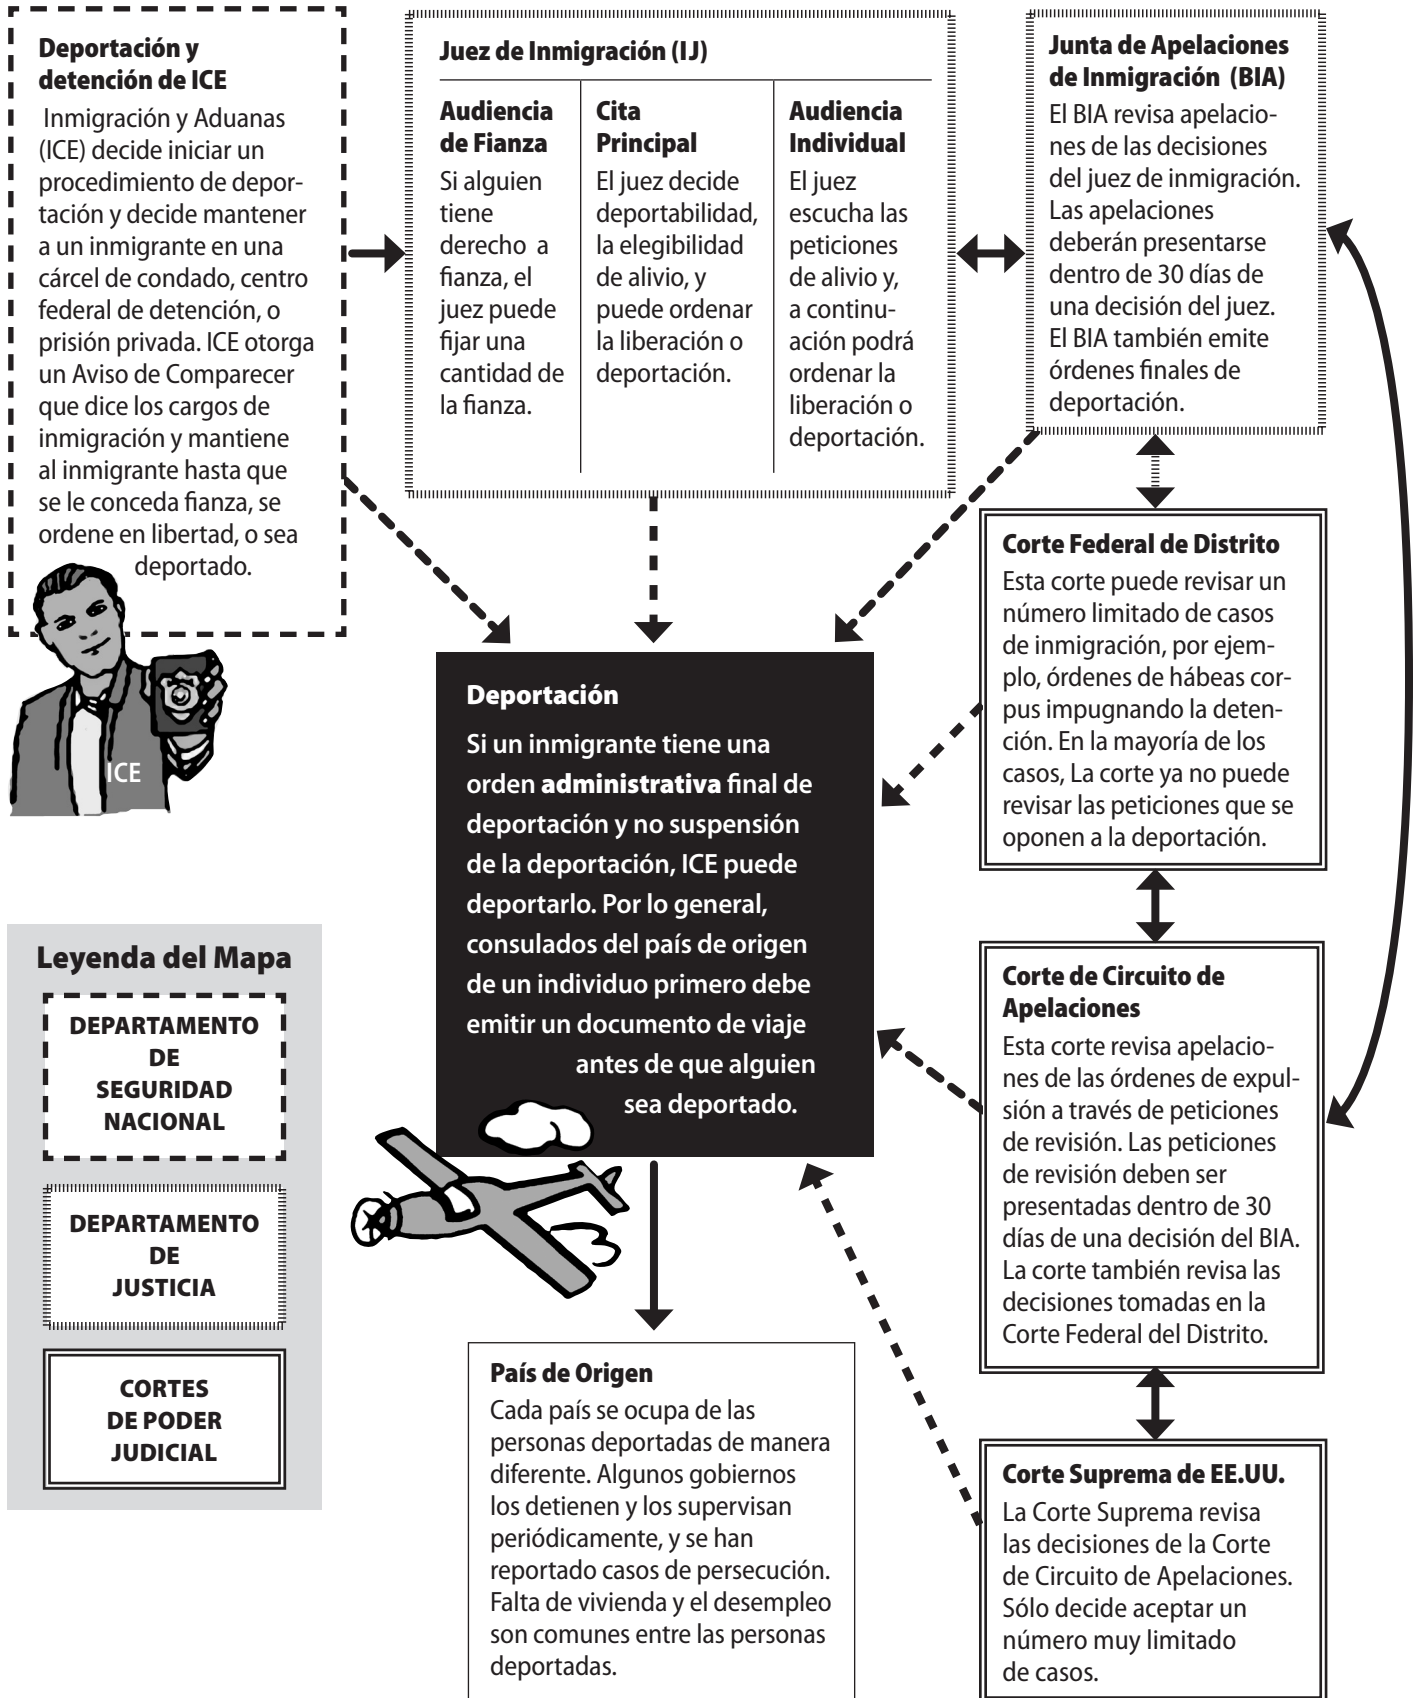 Deportación y
detención de ICE
Inmigración y Aduanas
(ICE) decide iniciar un
procedimiento de depor-
tación y decide mantener
a un inmigrante en una
cárcel de condado, centro
federal de detención, o
prisión privada. ICE otorga
un Aviso de Comparecer
que dice los cargos de
inmigración y mantiene
al inmigrante hasta que
se le conceda fianza, se
ordene en libertad, o sea
deportado.
ICE
Juez de Inmigración (IJ)
Audiencia
de Fianza
Si alguien
tiene
derecho a
fianza, el
juez puede
fijar una
cantidad de
la fianza.
Cita
Principal
El juez decide
deportabilidad,
la elegibilidad
de alivio, y
puede ordenar
la liberación o
deportación.
Audiencia
Individual
El juez
escucha las
peticiones
de alivio y,
a continu-
ación podrá
ordenar la
liberación o
deportación.
Junta de Apelaciones
de Inmigración (BIA)
El BIA revisa apelacio-
nes de las decisiones
del juez de inmigración.
Las apelaciones
deberán presentarse
dentro de 30 días de
una decisión del juez.
El BIA también emite
órdenes finales de
deportación.
Corte Federal de Distrito
Esta corte puede revisar un
número limitado de casos
de inmigración, por ejem-
plo, órdenes de hábeas cor-
pus impugnando la deten-
ción. En la mayoría de los
casos, La corte ya no puede
revisar las peticiones que se
oponen a la deportación.
Deportación
Si un inmigrante tiene una
orden administrativa final de
deportación y no suspensión
de la deportación, ICE puede
deportarlo. Por lo general,
consulados del país de origen
de un individuo primero debe
emitir un documento de viaje
antes de que alguien
sea deportado.
Corte de Circuito de
Apelaciones
Esta corte revisa apelacio-
nes de las órdenes de expul-
sión a través de peticiones
de revisión. Las peticiones
de revisión deben ser
presentadas dentro de 30
días de una decisión del BIA.
La corte también revisa las
decisiones tomadas en la
Corte Federal del Distrito.
Leyenda del Mapa
DEPARTAMENTO
DE
SEGURIDAD
NACIONAL
DEPARTAMENTO
DE
JUSTICIA
CORTES
DE PODER
JUDICIAL
País de Origen
Cada país se ocupa de las
personas deportadas de manera
diferente. Algunos gobiernos
los detienen y los supervisan
periódicamente, y se han
reportado casos de persecución.
Falta de vivienda y el desempleo
son comunes entre las personas
deportadas.
Corte Suprema de EE.UU.
La Corte Suprema revisa
las decisiones de la Corte
de Circuito de Apelaciones.
Sólo decide aceptar un
número muy limitado
de casos.